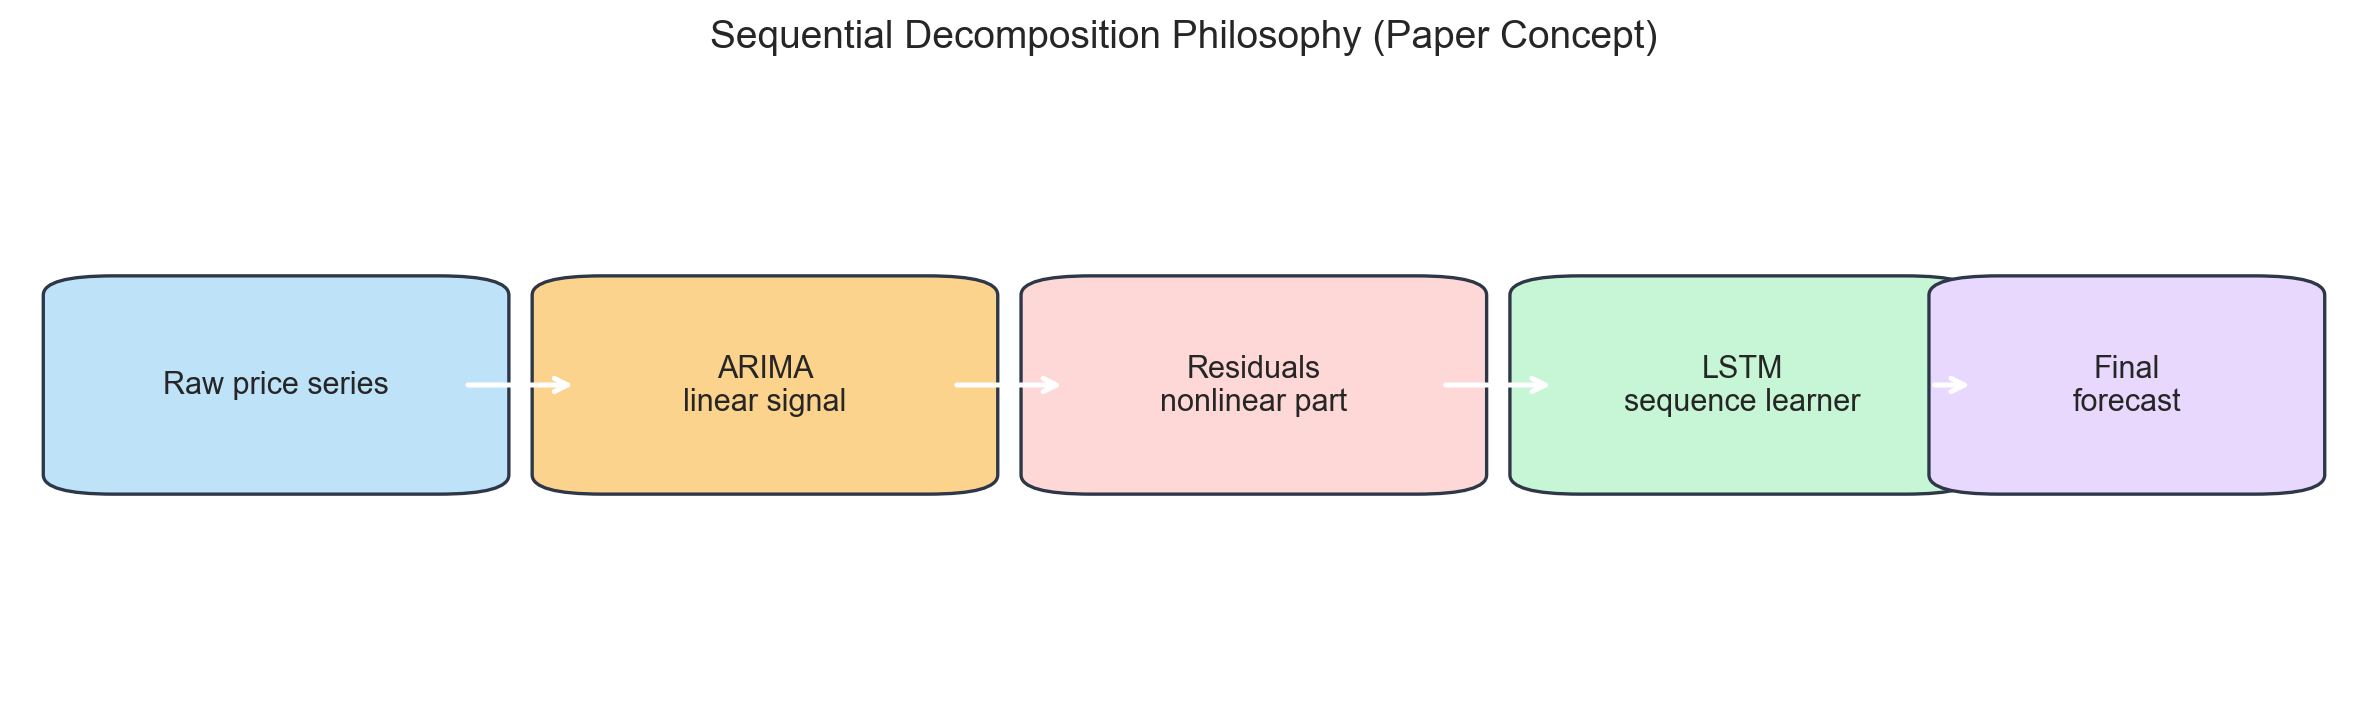 Sequential Decomposition Philosophy (Paper Concept)
Raw price series
ARIMA
linear signal
Residuals
nonlinear part
LSTM
sequence learner
Final
forecast